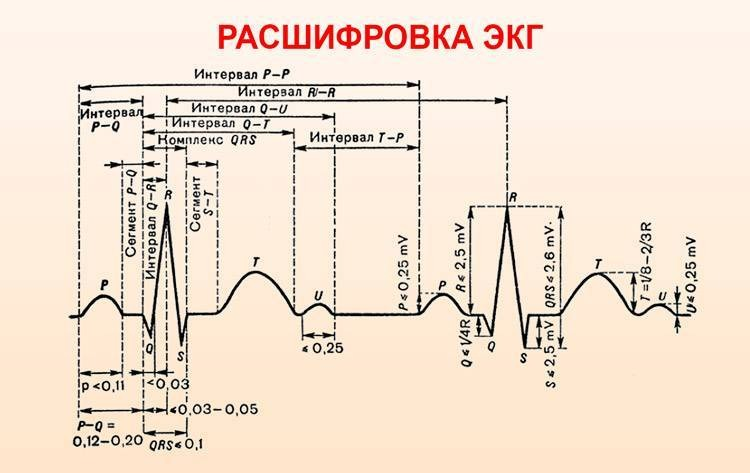 РАСШИФРОВКА ЭКГ
Интервал P–P
Интервал R–R
Интервал
P–Q
Интервал Q–U
Интервал Q–T
Комплекс QRS
Интервал T–P
Сегмент P–Q
Интервал Q–R
Сегмент
S–T
R
P
Q
S
T
U
P≤0,25 mV
P
R≤2,5 mV.
R
QRS≤2,6 mV.
T
T=1/8–2/3R
U
U≤0,25 mV
Q≤1/4R
Q
S
S≤2,5 mV
≤0,25
p<0,11
<0,03
≤0,03–0,05
P–Q=
0,12–0,20
QRS≤0,1